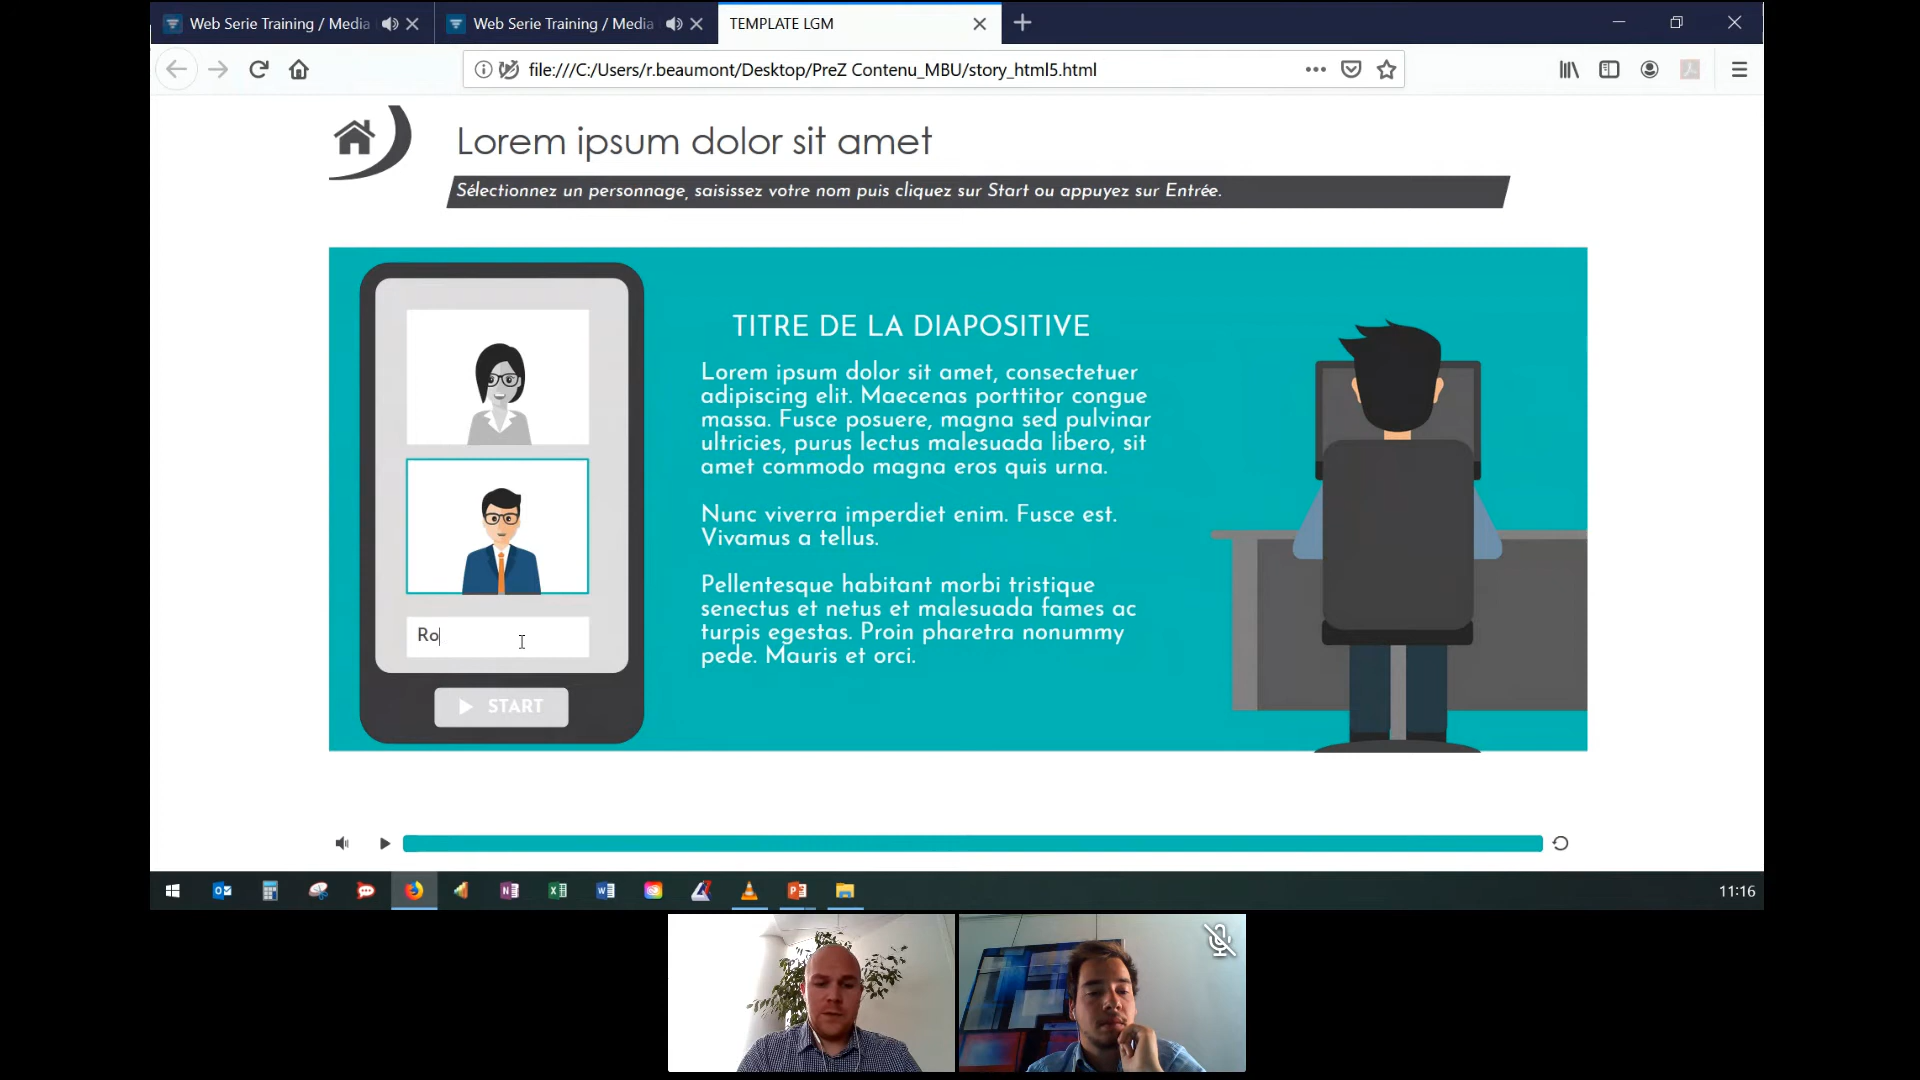 Web Serie Training / Media
Web Serie Training / Media
TEMPLATE LGM
file:///C:/Users/r.beaumont/Desktop/PreZ Contenu_MBU/story_html5.html
Lorem ipsum dolor sit amet
Sélectionnez un personnage, saisissez votre nom puis cliquez sur Start ou appuyez sur Entrée.
Ro
START
TITRE DE LA DIAPOSITIVE
Lorem ipsum dolor sit amet, consectetuer
adipiscing elit. Maecenas porttitor congue
massa. Fusce posuere, magna sed pulvinar
ultricies, purus lectus malesuada libero, sit
amet commodo magna eros quis urna.
Nunc viverra imperdiet enim. Fusce est.
Vivamus a tellus.
Pellentesque habitant morbi tristique
senectus et netus et malesuada fames ac
turpis egestas. Proin pharetra nonummy
pede. Mauris et orci.
11:16